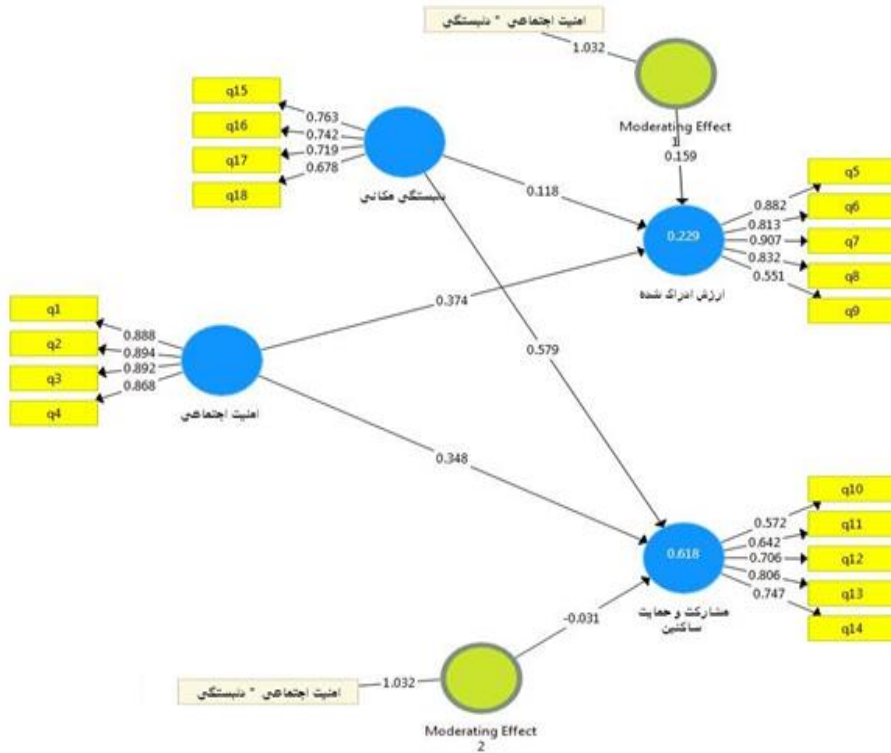 امنیت اجتماعی * دلبستگی
1.032
Moderating Effect
1
0.159
q15
q16
q17
q18
0.763
0.742
0.719
0.678
دلبستگی مکانی
0.118
q5
q6
q7
q8
q9
0.882
0.813
0.907
0.832
0.551
0.229
ارزش ادراک شده
0.374
0.579
q1
q2
q3
q4
0.888
0.894
0.892
0.868
امنیت اجتماعی
0.348
q10
q11
q12
q13
q14
0.572
0.642
0.706
0.806
0.747
0.618
مشارکت و حمایت
ساکنین
-0.031
امنیت اجتماعی * دلبستگی
1.032
Moderating Effect
2